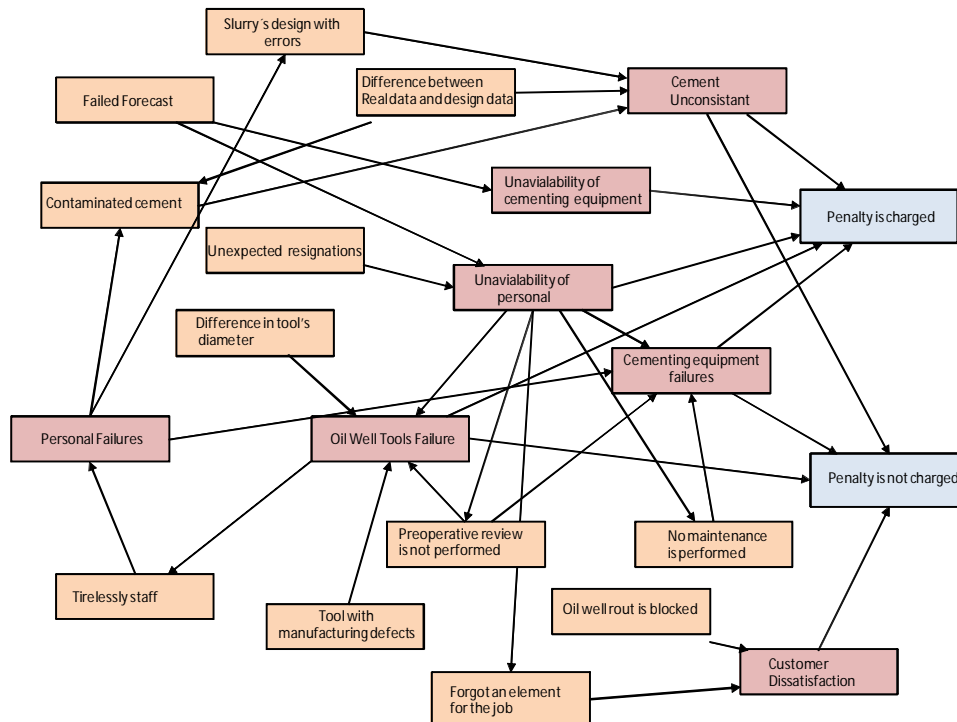 Slurry´s design with
errors
Difference between
Real data and design data
Cement
Unconsistant
Failed Forecast
Unavialability of
cementing equipment
Contaminated cement
Penalty is charged
Unexpected resignations
Unavialability of
personal
Difference in tool's
diameter
Cementing equipment
failures
Personal Failures
Oil Well Tools Failure
Penalty is not charged
Preoperative review
is not performed
No maintenance
is performed
Tirelessly staff
Tool with
manufacturing defects
Oil well rout is blocked
Customer
Dissatisfaction
Forgot an element
for the job